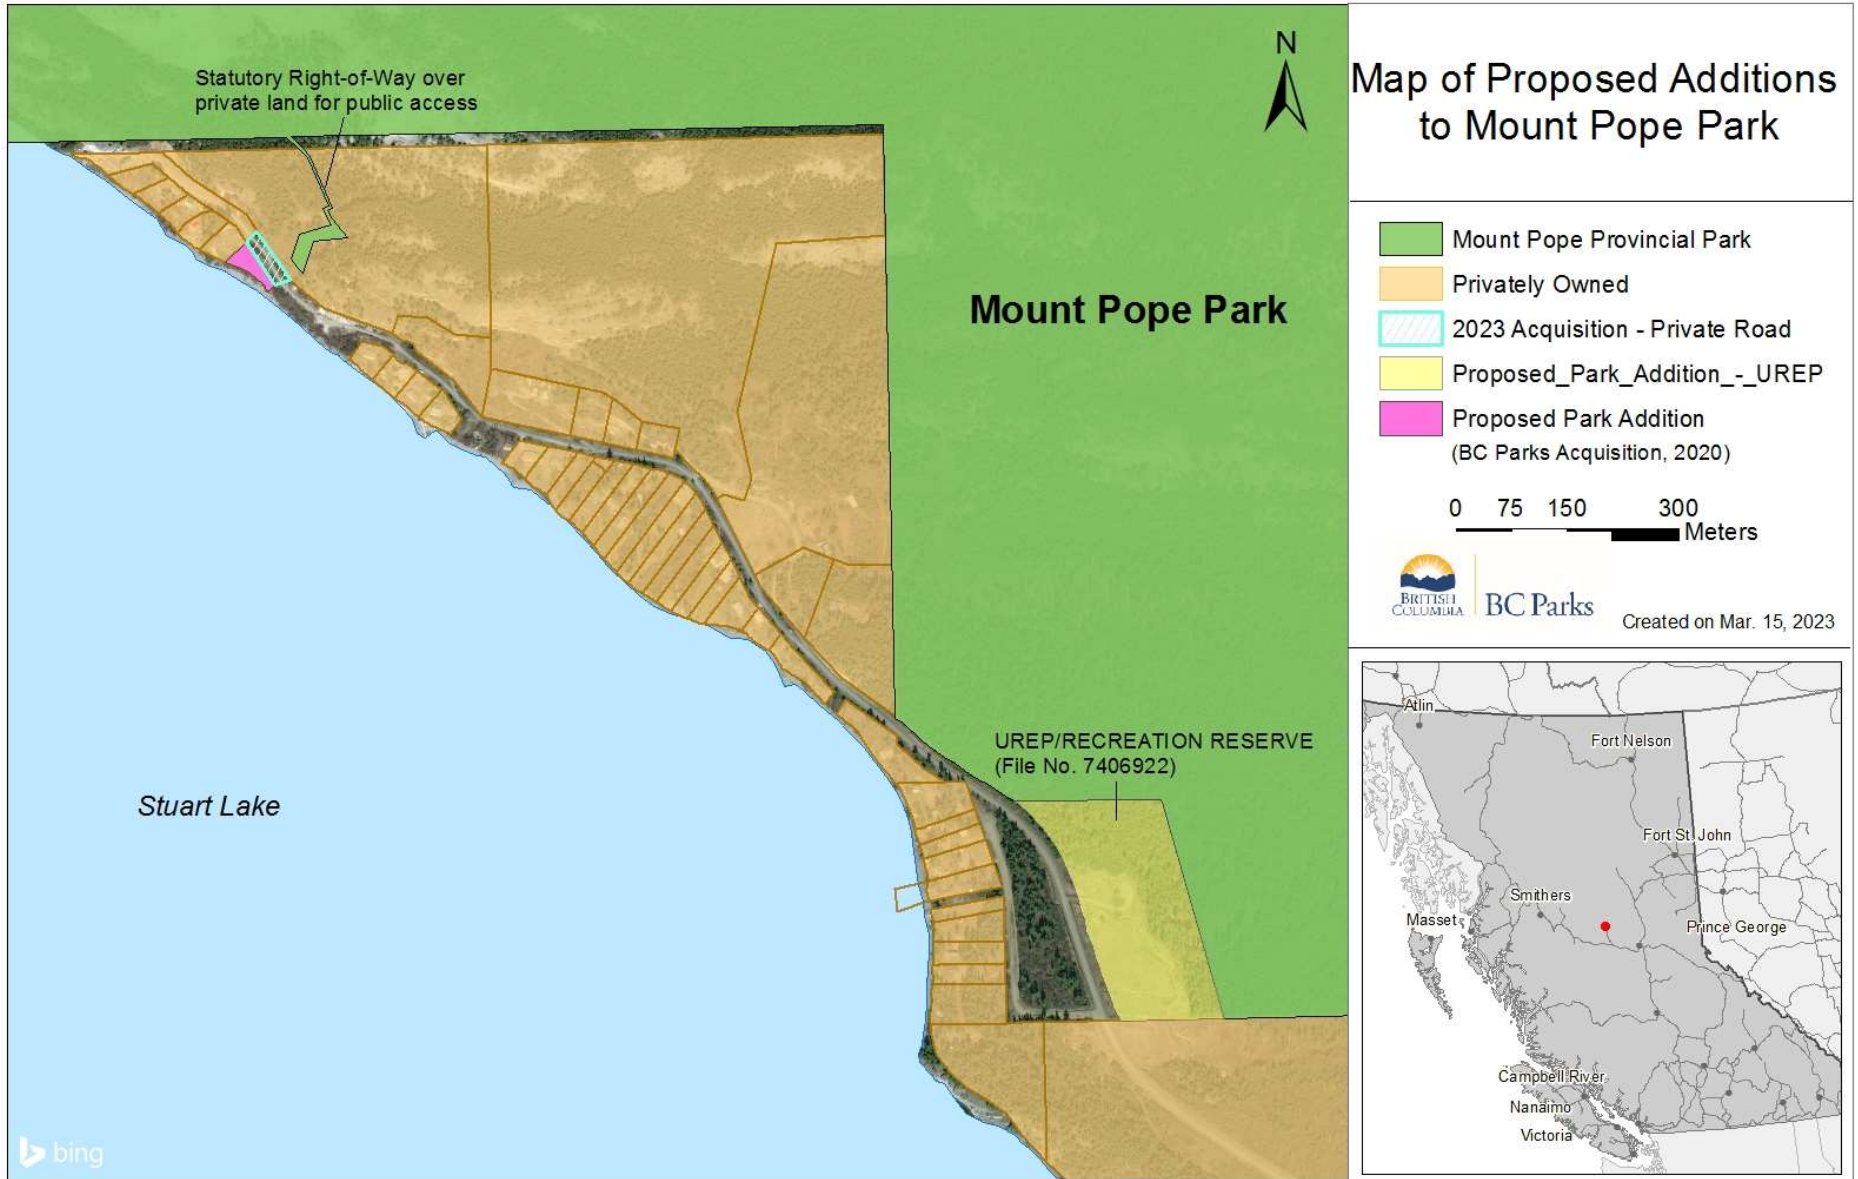 Statutory Right-of-Way over
private land for public access
N
Mount Pope Park
UREP/RECREATION RESERVE
(File No. 7406922)
Stuart Lake
bing
Map of Proposed Additions
to Mount Pope Park
Mount Pope Provincial Park
Privately Owned
2023 Acquisition - Private Road
Proposed_Park_Addition_-_UREP
Proposed Park Addition
(BC Parks Acquisition, 2020)
0 75 150 300
Meters
BRITISH
COLUMBIA
BC Parks
Created on Mar. 15, 2023
Atlin
Fort Nelson
Fort St. John
Smithers
Masset
Prince George
Campbell River
Nanaimo
Victoria